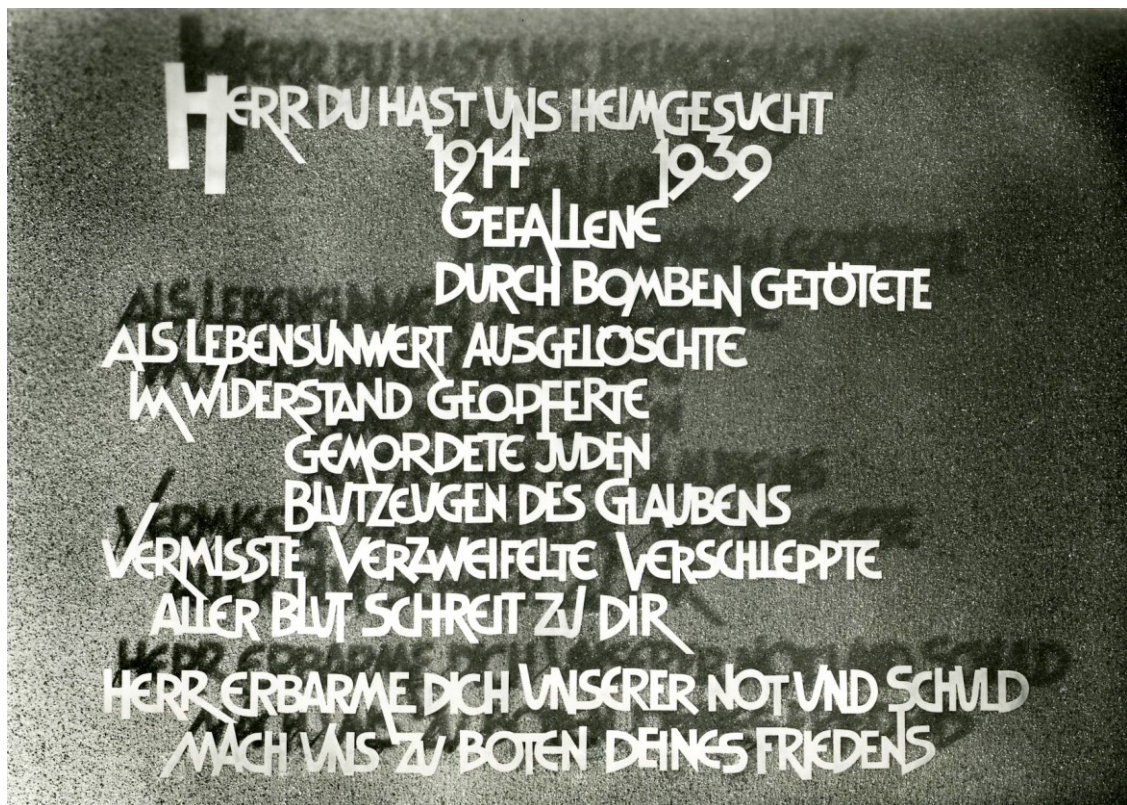 HERR DU HAST UNS HEIMGESUCHT
1914 1939
GEFALLENE
DURCH BOMBEN GETÖTETE
ALS LEBENSUNWERT AUSGELÖSCHTE
IM WIDERSTAND GEOPFERTE
GEMORDETE JUDEN
BLUTZEUGEN DES GLAUBENS
VERMISSTE VERZWEIFELTE VERSCHLEPPTE
ALLER BLUT SCHREIT ZU DIR
HERR ERBARME DICH UNSERER NOT UND SCHULD
MACH UNS ZU BOTEN DEINES FRIEDENS